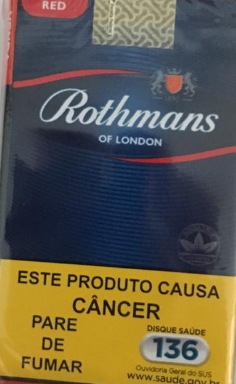 RED
Rothmans
OF LONDON
ESTE PRODUTO CAUSA
CÂNCER
PARE
DE
FUMAR
DISQUE SAÚDE
136
Ouvidoria Geral do SUS
www.saude.gov.br